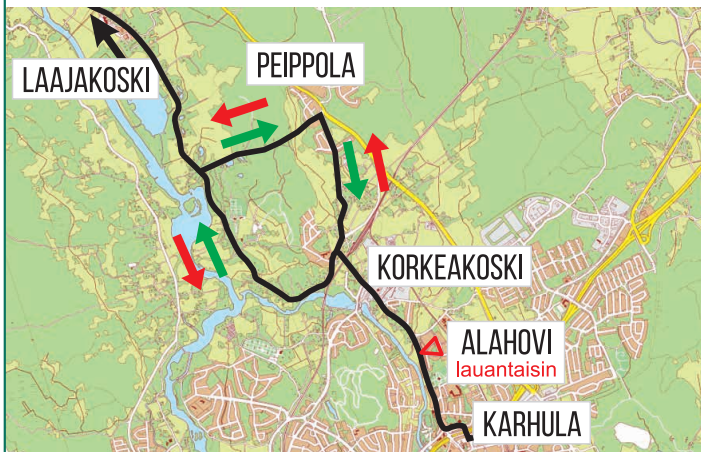 PEIPPOLA
LAAJAKOSKI
KORKEAKOSKI
ALAHOVI
lauantaisin
KARHULA